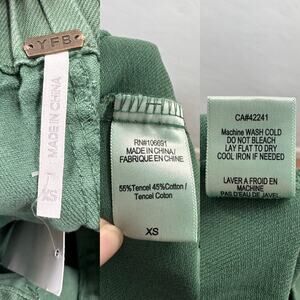 YFB
MADE IN CHINA
RN#106691
MADE IN CHINA/
FABRIQUE EN CHINE
55%Tencel 45%Cotton /
Tencel Coton
XS
CA#42241
Machine WASH COLD
DO NOT BLEACH
LAY FLAT TO DRY
COOL IRON IF NEEDED
LAVER A FROID EN
MACHINE
PAS D'EAU DE JAVEL